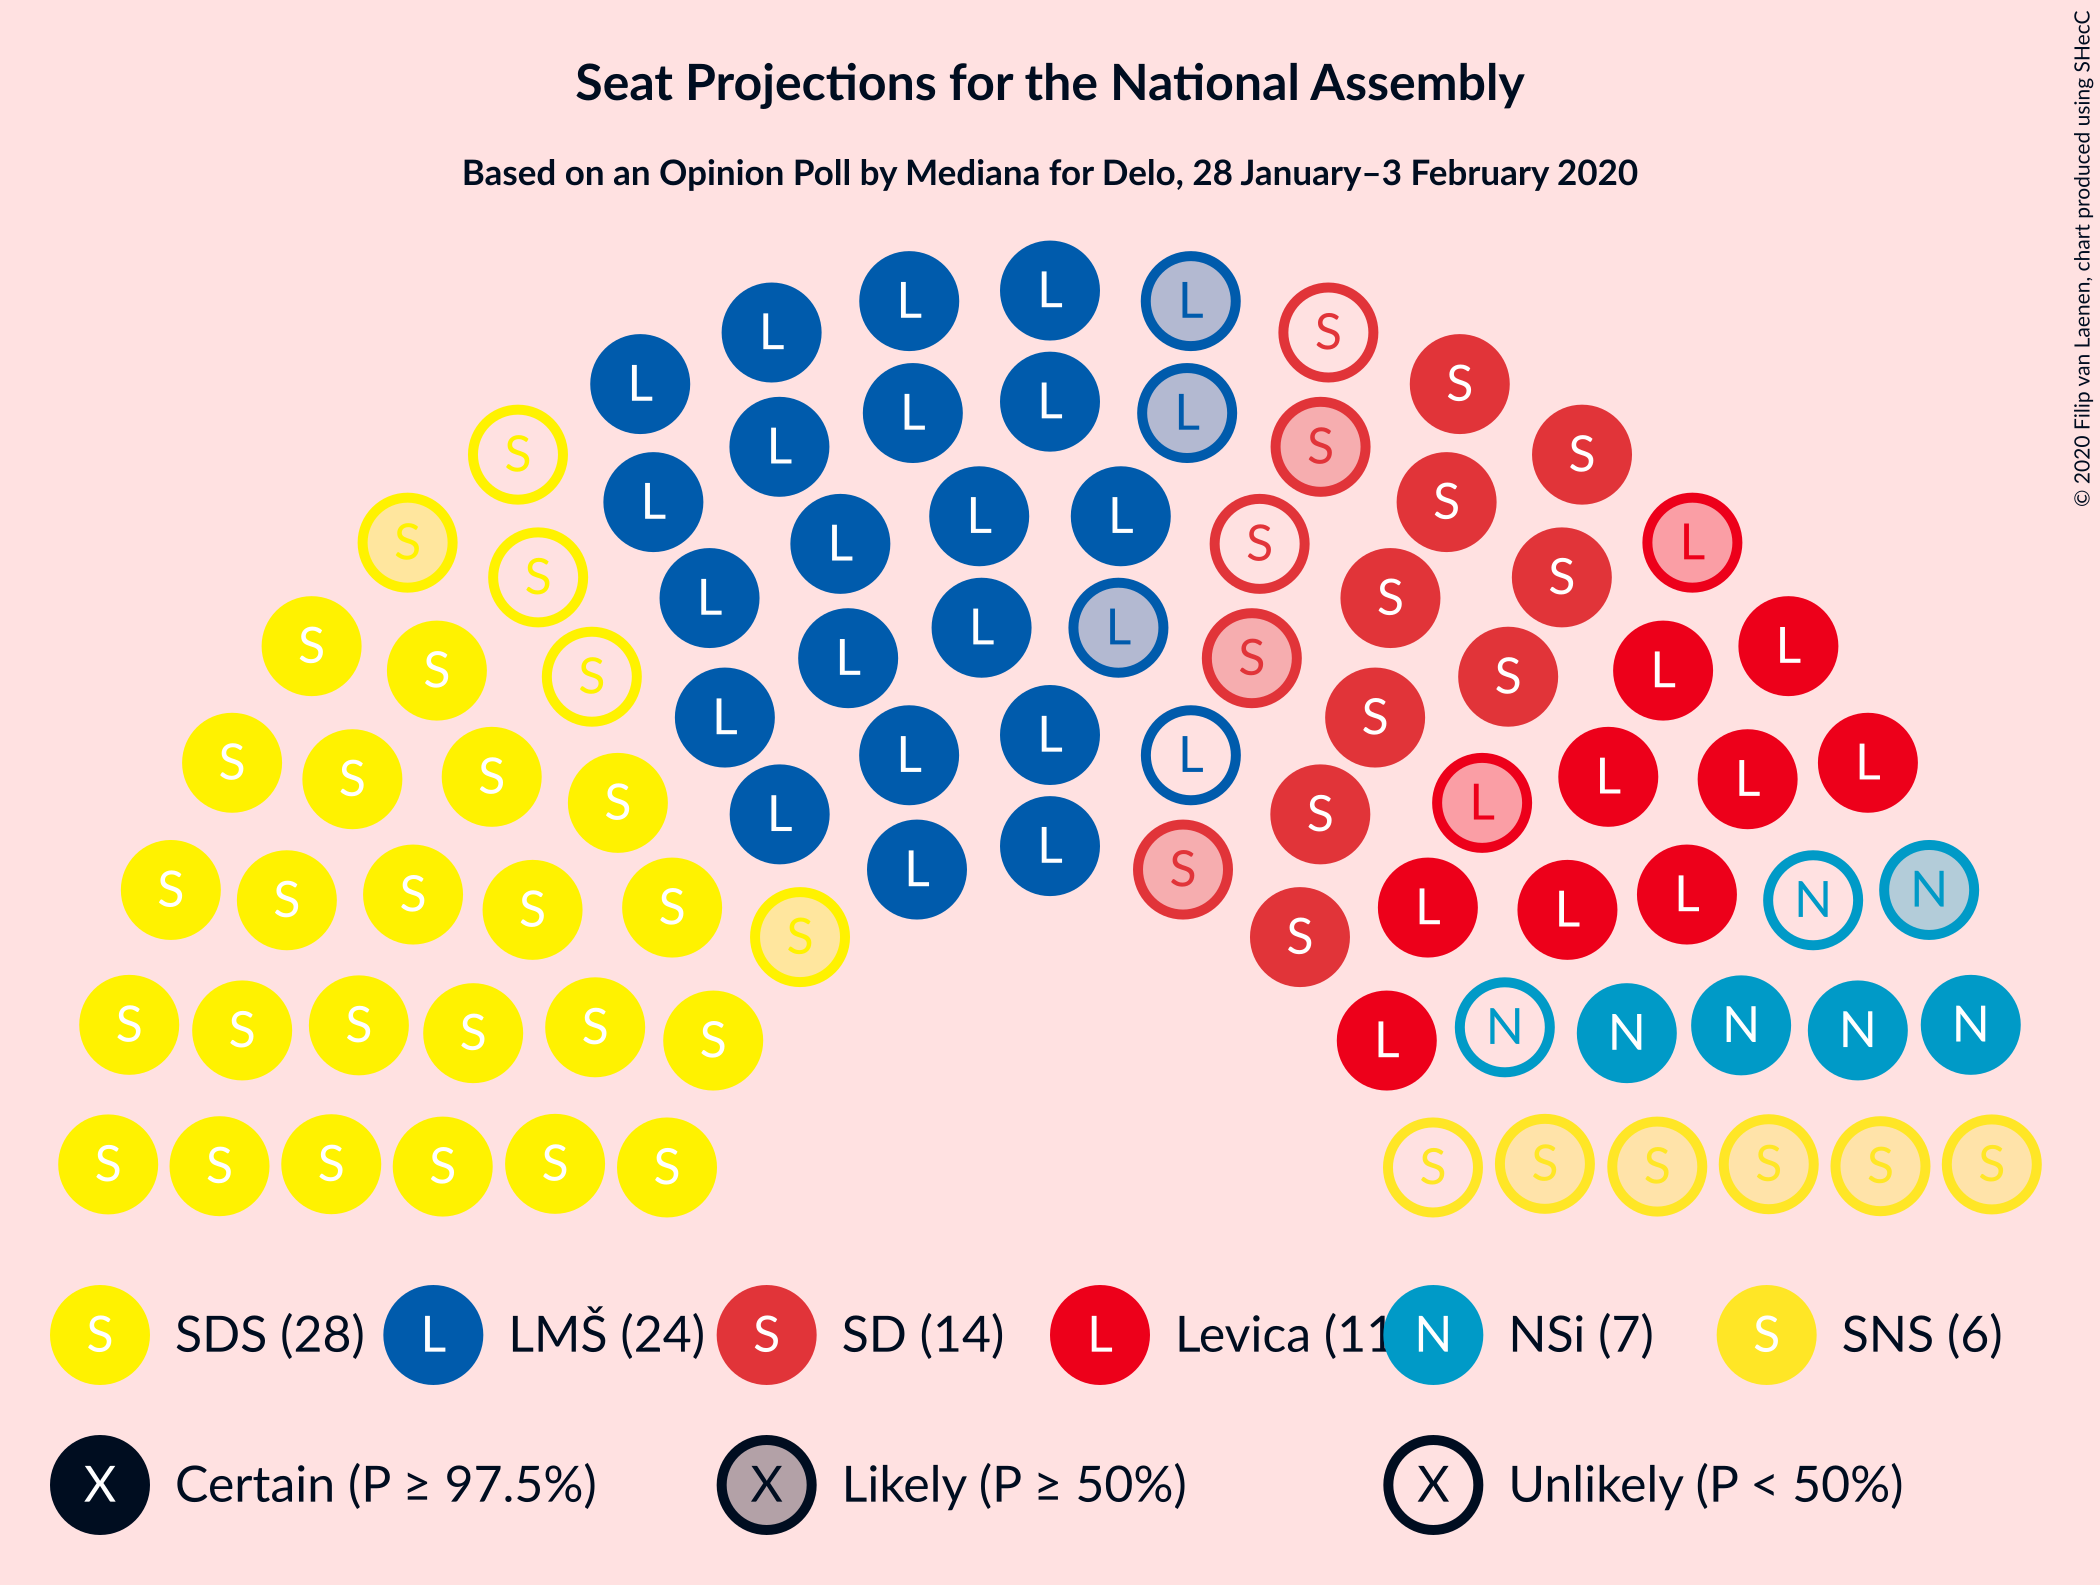 Seat Projections for the National Assembly
Based on an Opinion Poll by Mediana for Delo, 28 January–3 February 2020
© 2020 Filip van Laenen, chart produced using SHecC
L L L L S
L L S S
L L L L S S
S L L S S
S L L L S S L
S S L S S
L L L S S
S S S L L
S L L S L L
S S S S L L L L S L L L L
S S S S S L L S L L L N N
S S
S S S S S S L N N N N N
S S S S S S S S S S S S
S SDS (28) L LMŠ (24) S SD (14) L Levica (11 N NSi (7) S SNS (6)
X Certain (P ≥ 97.5%) X Likely (P ≥ 50%) X Unlikely (P < 50%)